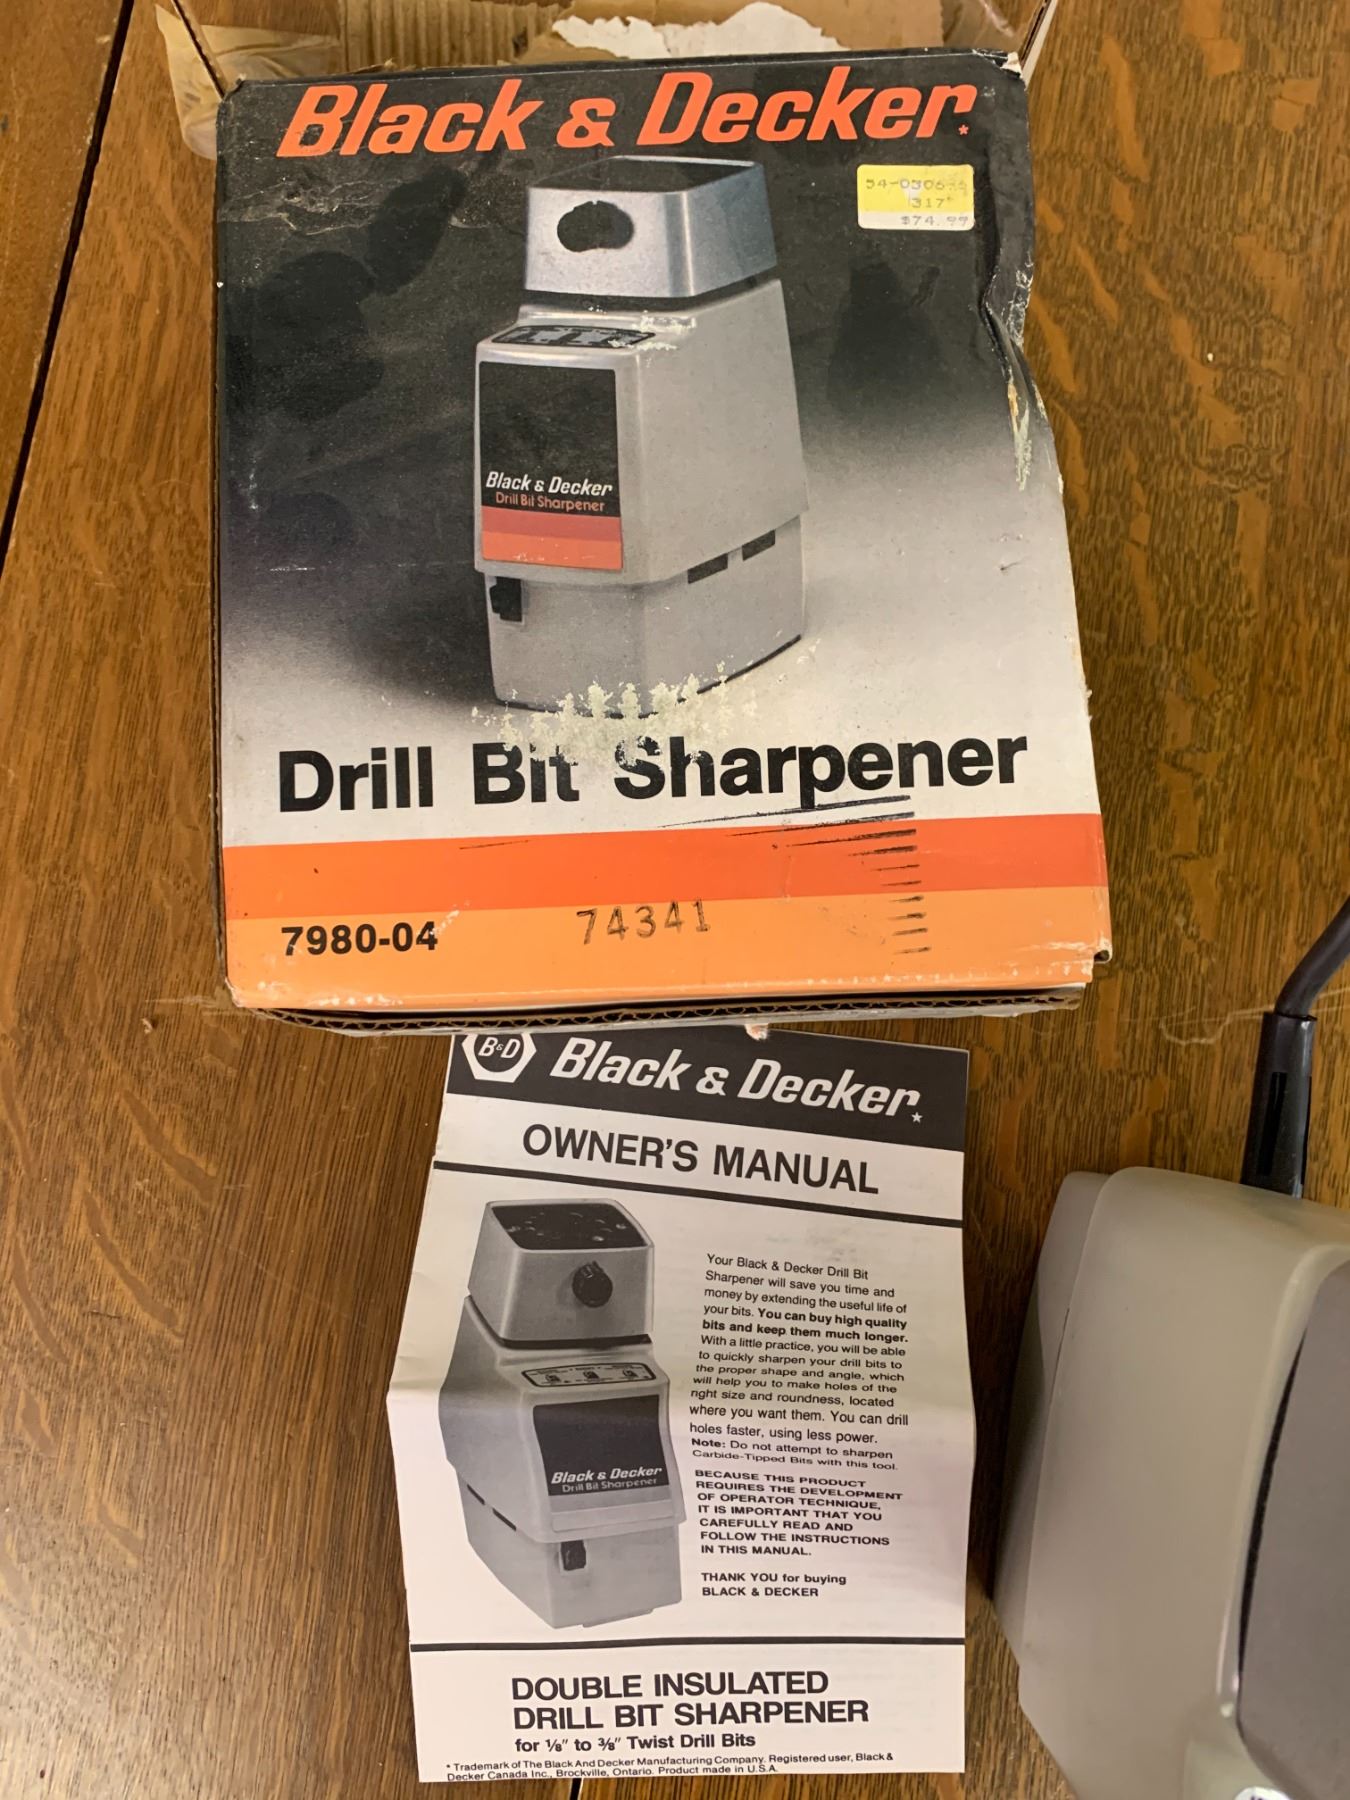 Black & Decker*
317
$74.99
Black & Decker
Drill Bit Sharpener
Drill Bit Sharpener
7980-04
74341
B&D
Black & Decker*
OWNER'S MANUAL
Your Black & Decker Drill Bit
Sharpener will save you time and
money by extending the useful life of
your bits. You can buy high quality
bits and keep them much longer.
With a little practice, you will be able
to quickly sharpen your drill bits to
the proper shape and angle, which
will help you to make holes of the
right size and roundness, located
where you want them. You can drill
holes faster, using less power.
Note: Do not attempt to sharpen
Carbide-Tipped Bits with this tool.
BECAUSE THIS PRODUCT
REQUIRES THE DEVELOPMENT
OF OPERATOR TECHNIQUE,
IT IS IMPORTANT THAT YOU
CAREFULLY READ AND
FOLLOW THE INSTRUCTIONS
IN THIS MANUAL.
THANK YOU for buying
BLACK & DECKER
Black & Decker
Drill Bit Sharpener
DOUBLE INSULATED
DRILL BIT SHARPENER
for 1/8" to 3/8" Twist Drill Bits
* Trademark of The Black And Decker Manufacturing Company. Registered user, Black &
Decker Canada Inc., Brockville, Ontario. Product made in U.S.A.